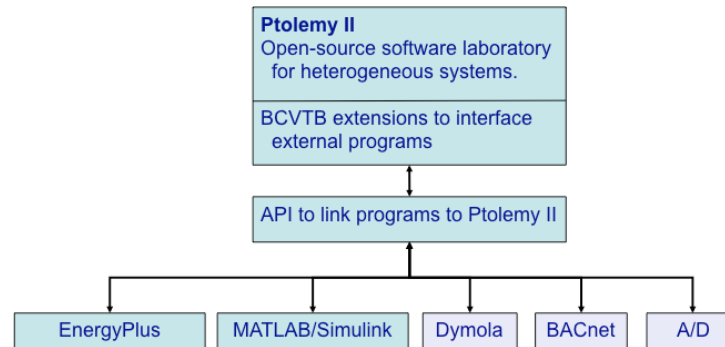 Ptolemy II
Open-source software laboratory
for heterogeneous systems.
BCVTB extensions to interface
external programs
API to link programs to Ptolemy II
EnergyPlus
MATLAB/Simulink
Dymola
BACnet
A/D